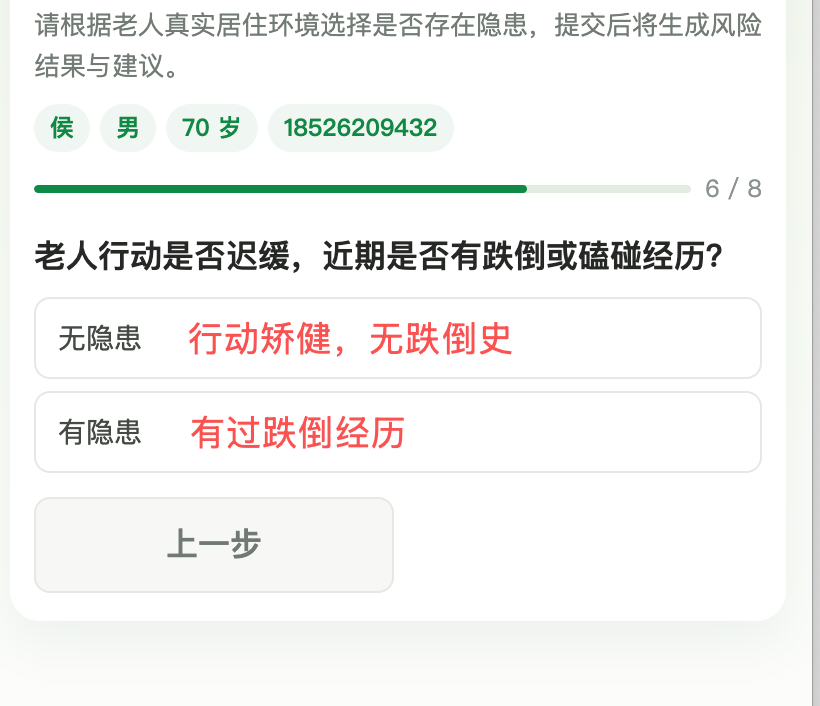 请根据老人真实居住环境选择是否存在隐患，提交后将生成风险
结果与建议。
侯 男 70 岁 18526209432
6 / 8
老人行动是否迟缓，近期是否有跌倒或磕碰经历?
无隐患 行动矫健，无跌倒史
有隐患 有过跌倒经历
上一步